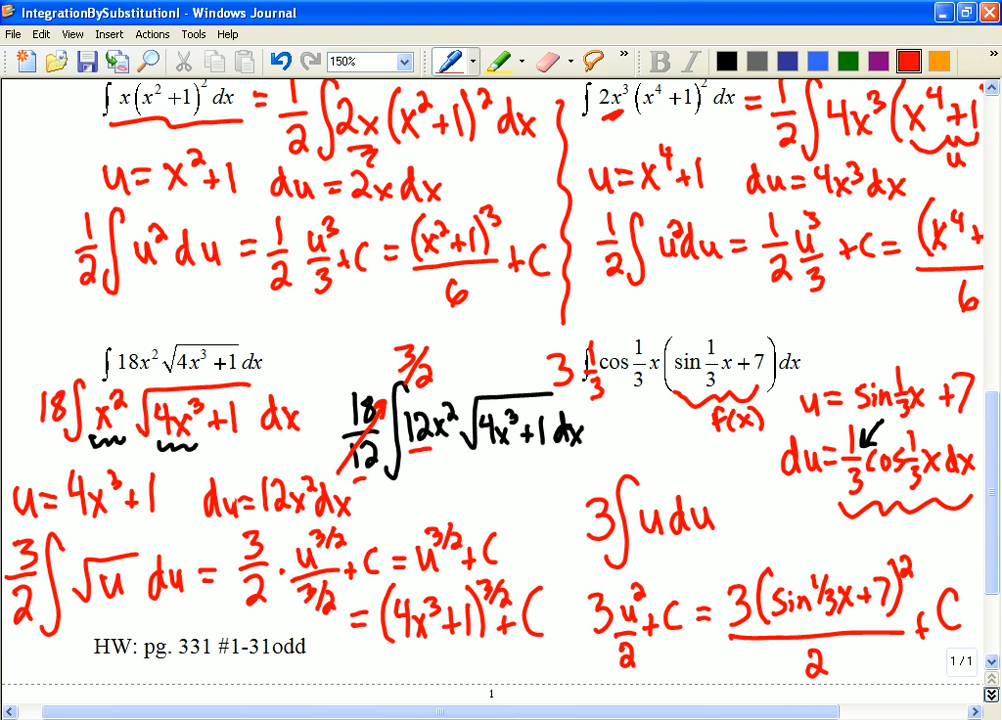 IntegrationBySubstitutionI - Windows Journal
File Edit View Insert Actions Tools Help
150%
∫ x(x² +1)² dx = 1/2 ∫ 2x (x²+1)² dx
u = x²+1 du = 2x dx
1/2 ∫ u² du = 1/2 u³/3 + C = (x²+1)³/6 + C
∫ 2x³ (x⁴ +1)² dx = 1/2 ∫ 4x³ (x⁴+1
u
u = x⁴+1 du = 4x³ dx
1/2 ∫ u² du = 1/2 u³/3 + C = (x⁴+ /6
∫ 18x² √(4x³ +1) dx
18 ∫ x² √(4x³+1) dx
3/2
18/12 ∫ 12x² √(4x³+1) dx
u = 4x³+1 du = 12x² dx
3/2 ∫ √u du = 3/2 · u^(3/2)/(3/2) + C = u^(3/2) + C
= (4x³+1)^(3/2) + C
3 ∫ 1/3 cos 1/3 x (sin 1/3 x + 7) dx
f(x)
u = sin 1/3 x + 7
du = 1/3 cos 1/3 x dx
3 ∫ u du
3 u²/2 + C = 3(sin 1/3 x + 7)²/2 + C
HW: pg. 331 #1-31odd
1 / 1
1